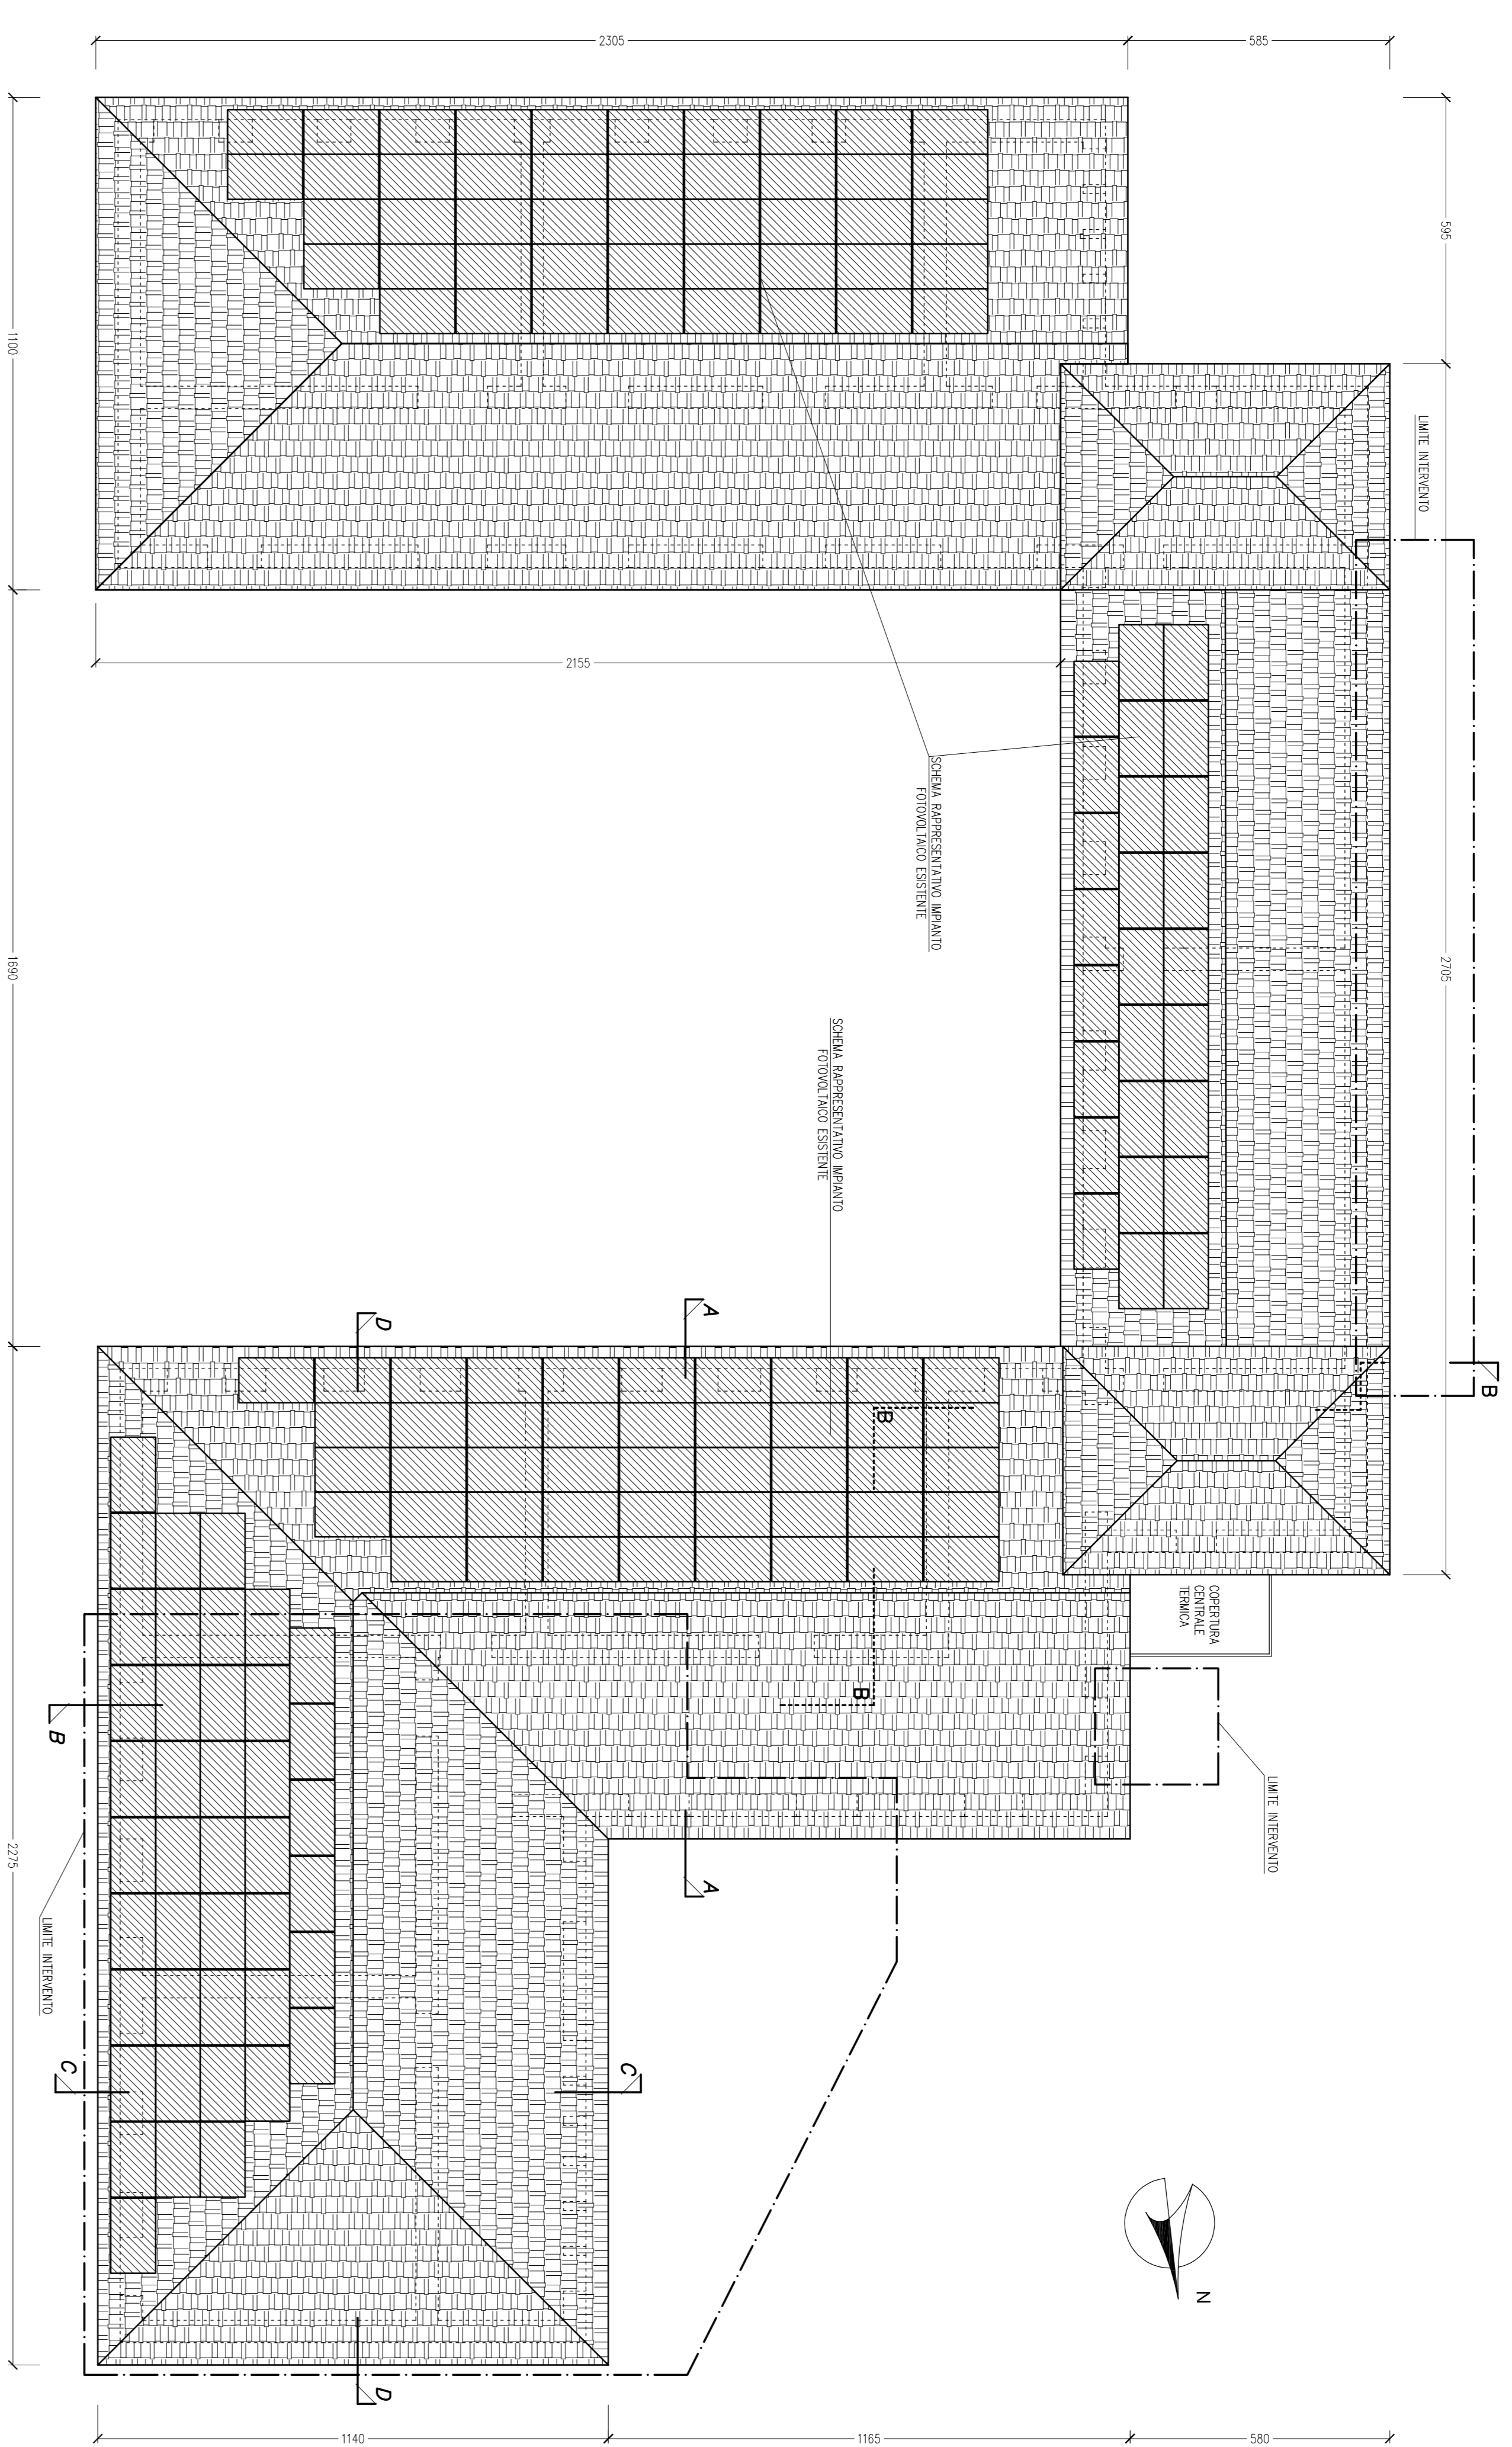 2305
585
595
1100
LIMITE INTERVENTO
2155
SCHEMA RAPPRESENTATIVO IMPIANTO
FOTOVOLTAICO ESISTENTE
2705
1690
SCHEMA RAPPRESENTATIVO IMPIANTO
FOTOVOLTAICO ESISTENTE
D
A
B
B
COPERTURA
CENTRALE
TERMICA
B
B
LIMITE INTERVENTO
A
2275
LIMITE INTERVENTO
C
C
N
D
1140
1165
580